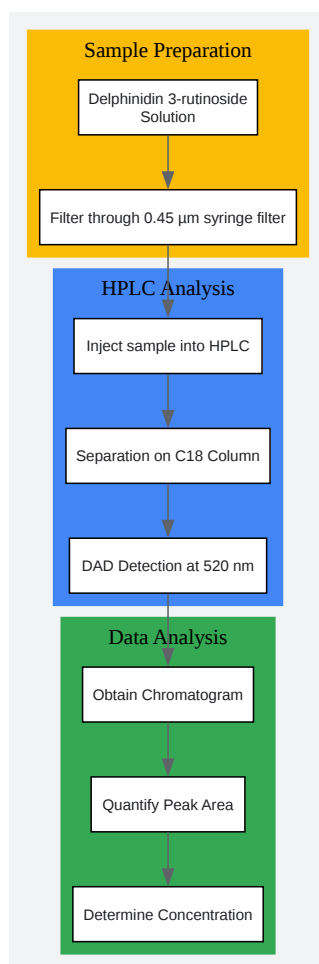 Sample Preparation
Delphinidin 3-rutinoside
Solution
Filter through 0.45 µm syringe filter
HPLC Analysis
Inject sample into HPLC
Separation on C18 Column
DAD Detection at 520 nm
Data Analysis
Obtain Chromatogram
Quantify Peak Area
Determine Concentration